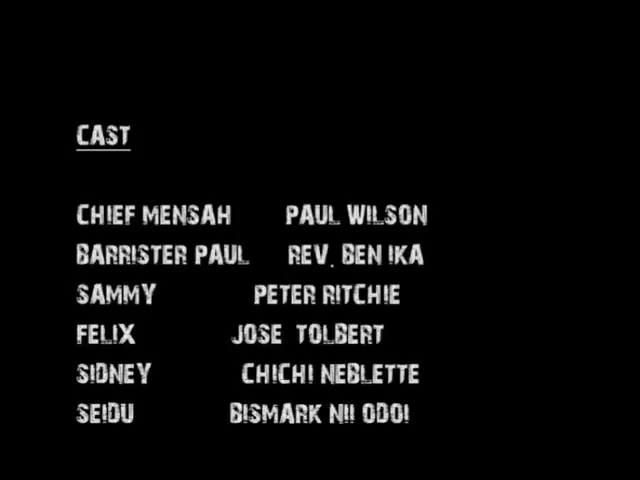 CAST
CHIEF MENSAH PAUL WILSON
BARRISTER PAUL REV. BEN IKA
SAMMY PETER RITCHIE
FELIX JOSE TOLBERT
SIDNEY CHICHI NEBLETTE
SEIDU BISMARK NII ODOI